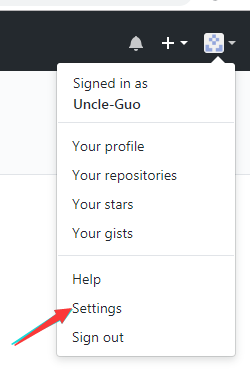 Signed in as
Uncle-Guo
Your profile
Your repositories
Your stars
Your gists
Help
Settings
Sign out